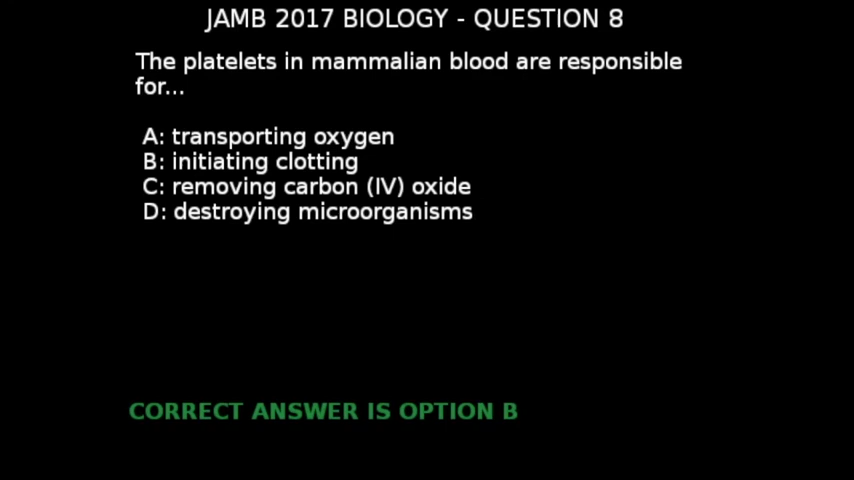 JAMB 2017 BIOLOGY - QUESTION 8
The platelets in mammalian blood are responsible
for...
A: transporting oxygen
B: initiating clotting
C: removing carbon (IV) oxide
D: destroying microorganisms
CORRECT ANSWER IS OPTION B